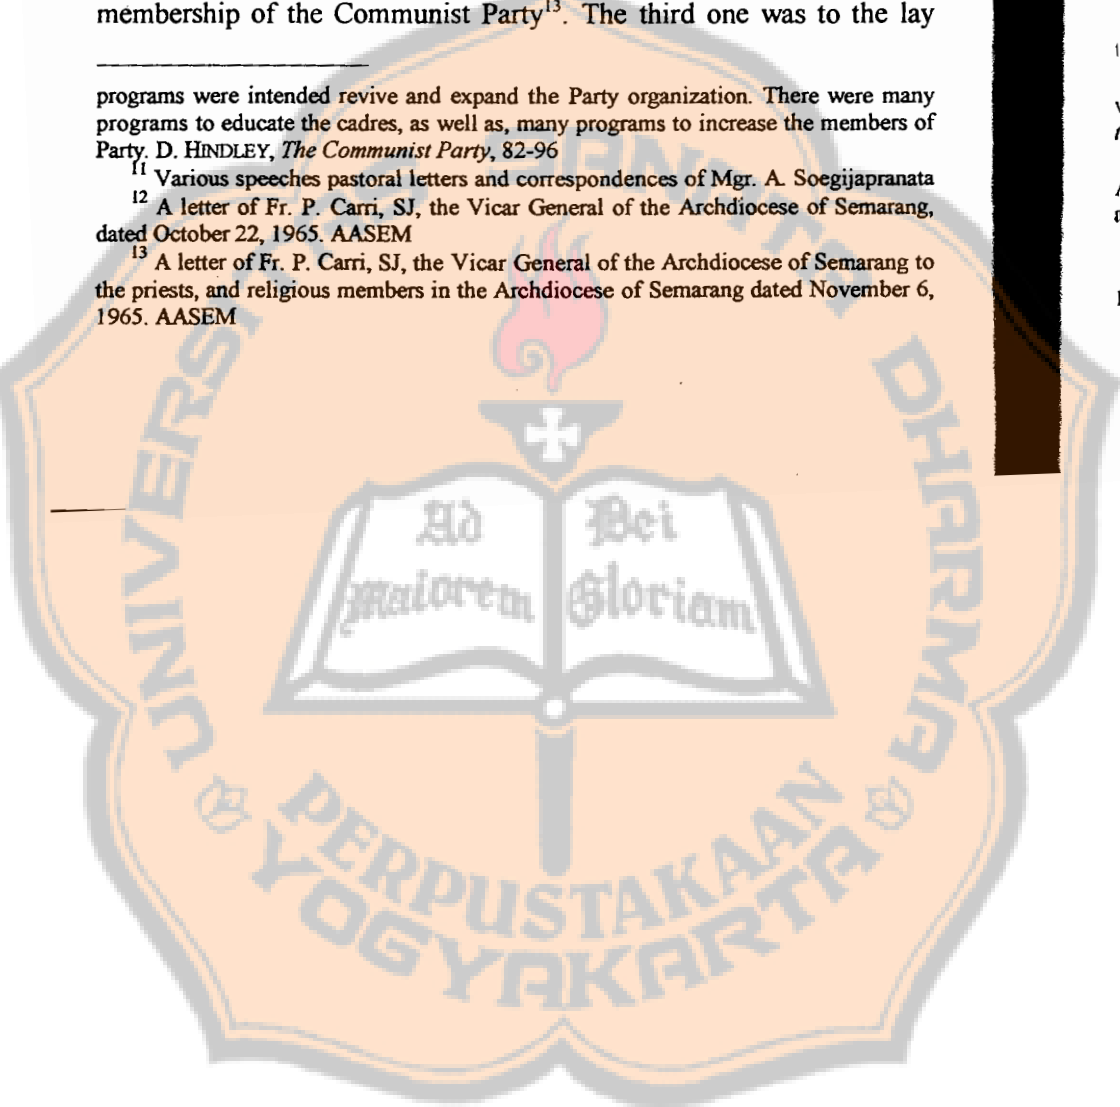 membership of the Communist Party13. The third one was to the lay
programs were intended revive and expand the Party organization. There were many
programs to educate the cadres, as well as, many programs to increase the members of
Party. D. HINDLEY, The Communist Party, 82-96
11 Various speeches pastoral letters and correspondences of Mgr. A. Soegijapranata
12 A letter of Fr. P. Carri, SJ, the Vicar General of the Archdiocese of Semarang,
dated October 22, 1965. AASEM
13 A letter of Fr. P. Carri, SJ, the Vicar General of the Archdiocese of Semarang to
the priests, and religious members in the Archdiocese of Semarang dated November 6,
1965. AASEM
UNIVERSITAS SANATA DHARMA
Ad Dei
maiorem Gloriam
PERPUSTAKAAN
YOGYAKARTA